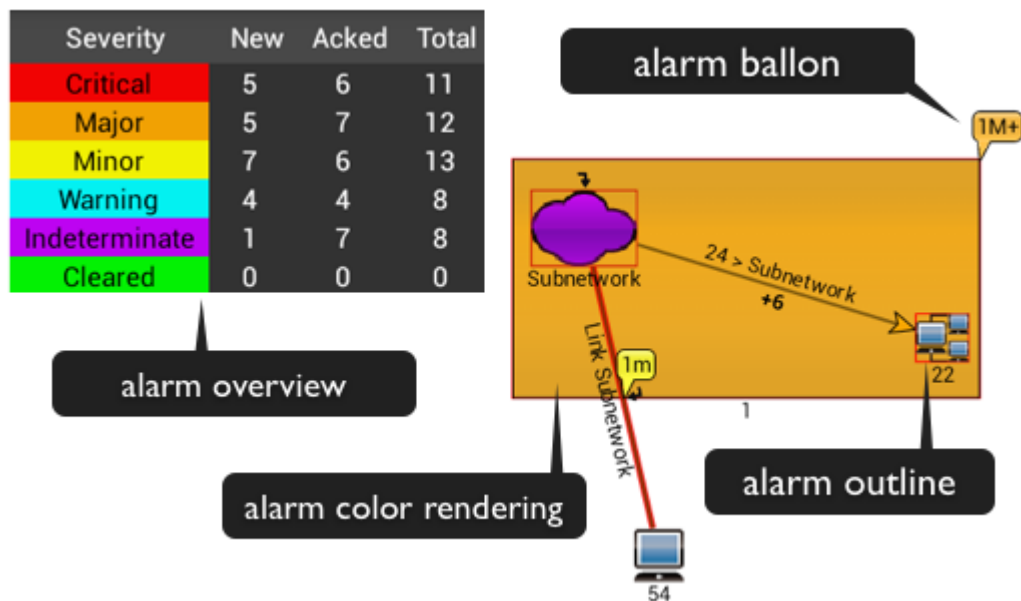 Severity New Acked Total
Critical 5 6 11
Major 5 7 12
Minor 7 6 13
Warning 4 4 8
Indeterminate 1 7 8
Cleared 0 0 0
alarm overview
alarm ballon
1M+
Subnetwork
24 > Subnetwork
+6
22
Link Subnetwork
1m
1
alarm color rendering
alarm outline
54